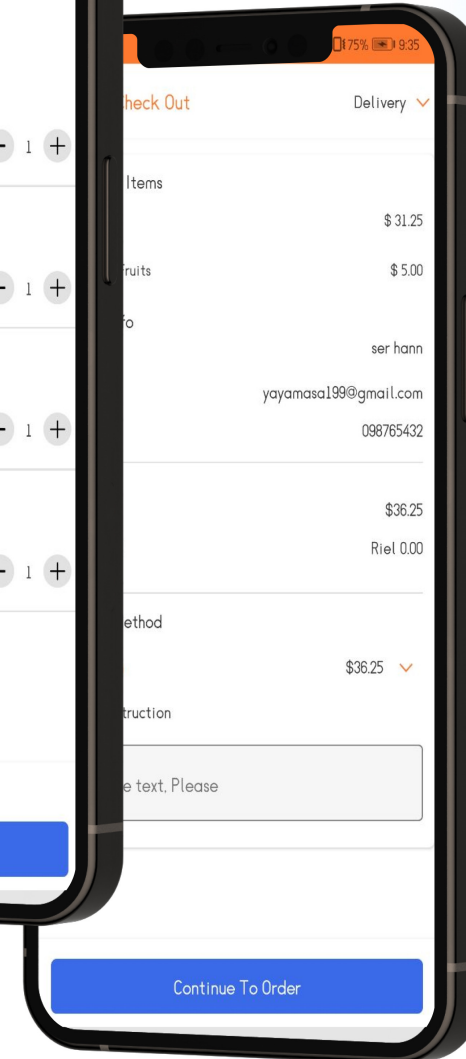 75% 9:35
heck Out Delivery
Items
$ 31.25
ruits $ 5.00
fo
ser hann
yayamasa199@gmail.com
098765432
$36.25
Riel 0.00
ethod
$36.25
truction
e text, Please
Continue To Order
1
1
1
1